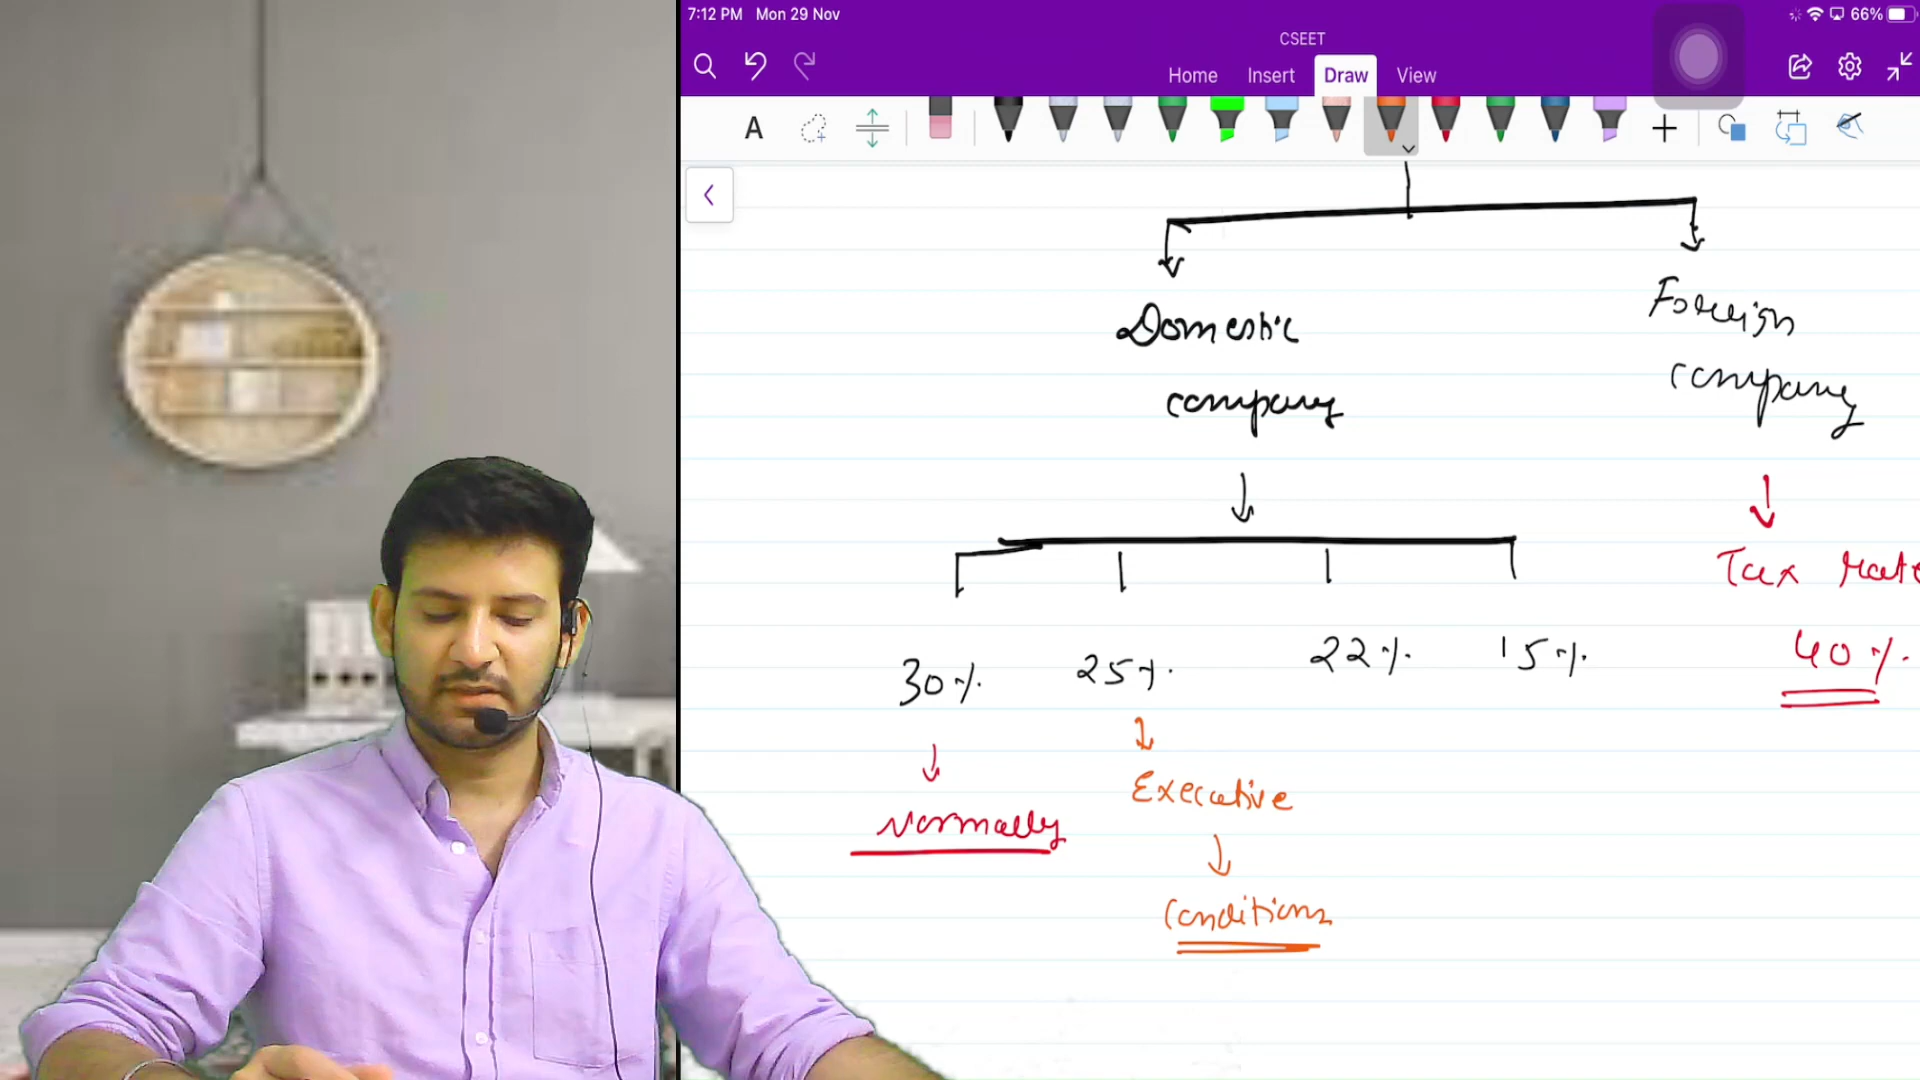 7:12 PM Mon 29 Nov
66%
CSEET
Home Insert Draw View
A
Domestic
company
Foreign
company
Tax Rate
30% 25% 22% 15%
40%
Normally
Executive
Conditions